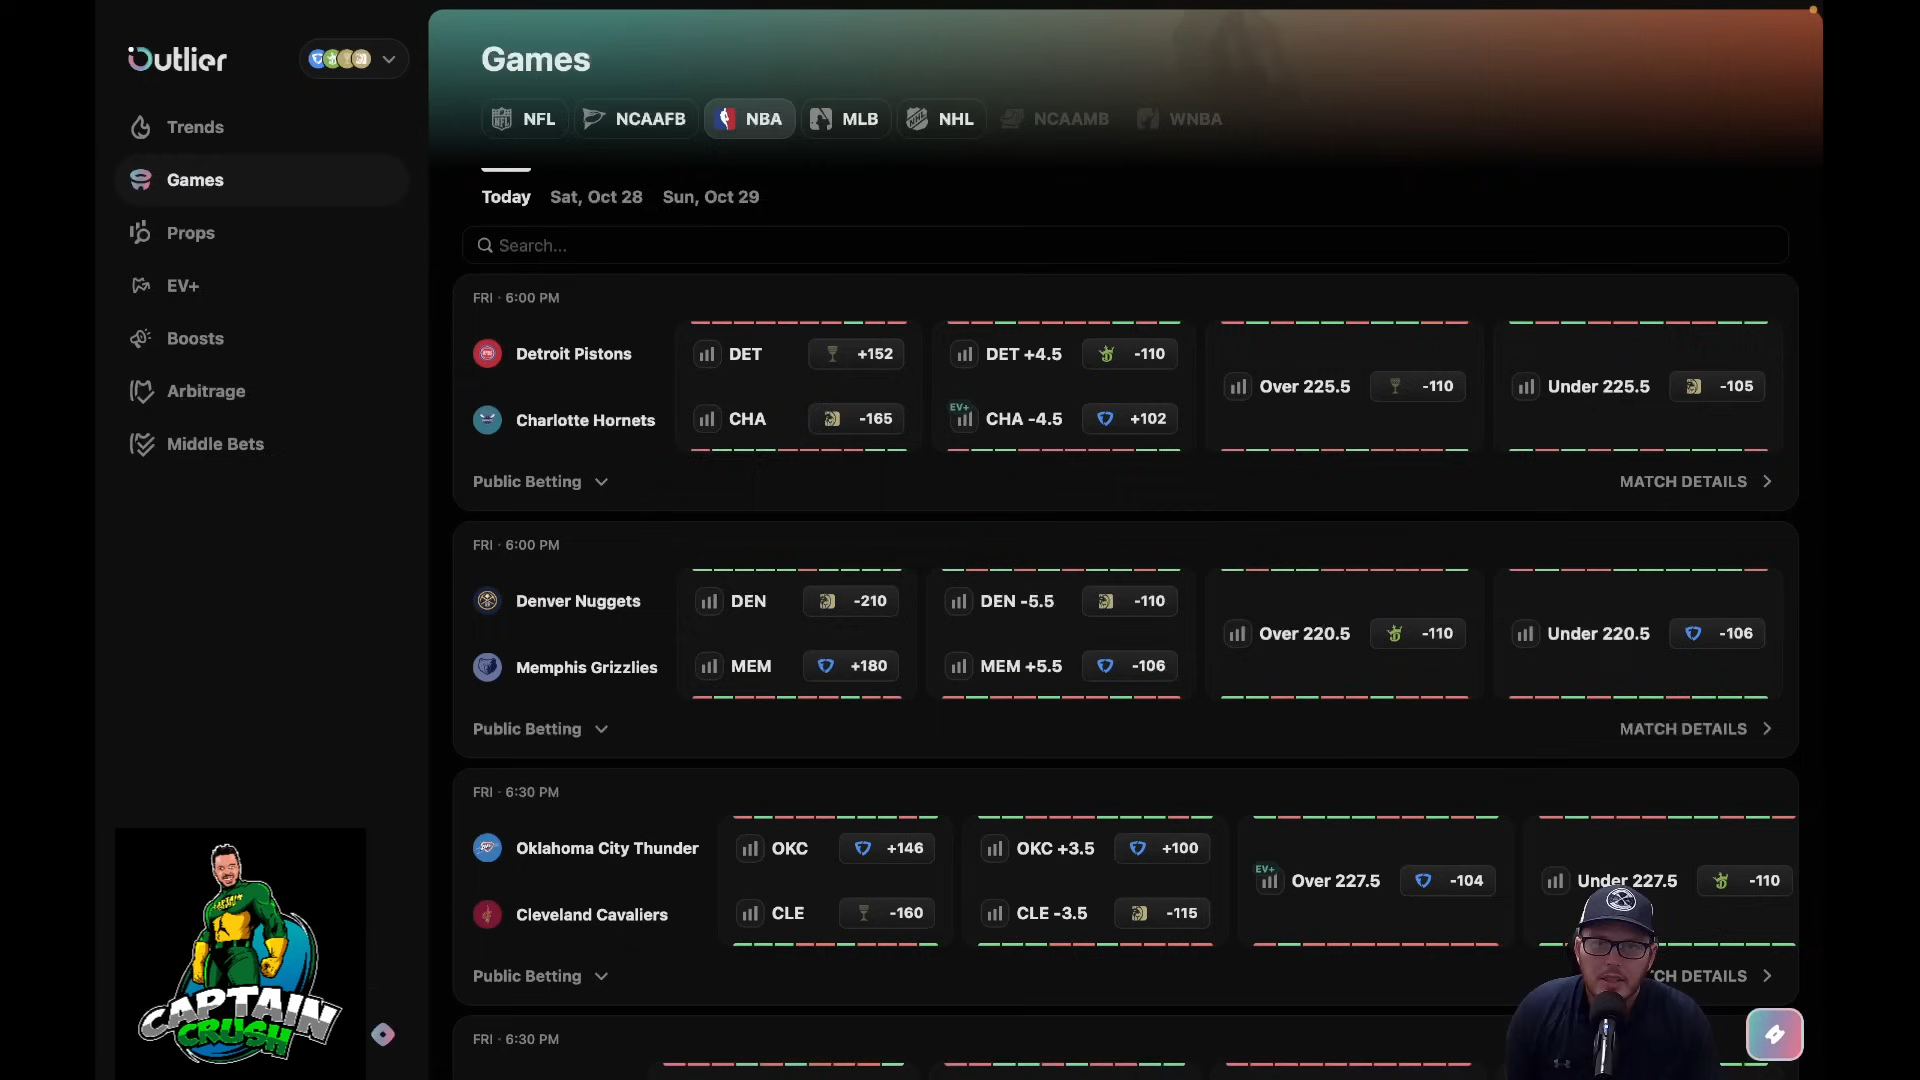 Outlier
Trends
Games
Props
EV+
Boosts
Arbitrage
Middle Bets
CAPTAIN
CRUSH
Games
NFL NCAAFB NBA MLB NHL NCAAMB WNBA
Today Sat, Oct 28 Sun, Oct 29
Search...
FRI · 6:00 PM
Detroit Pistons DET +152 DET +4.5 -110
Over 225.5 -110 Under 225.5 -105
Charlotte Hornets CHA -165 EV+ CHA -4.5 +102
Public Betting MATCH DETAILS
FRI · 6:00 PM
Denver Nuggets DEN -210 DEN -5.5 -110
Over 220.5 -110 Under 220.5 -106
Memphis Grizzlies MEM +180 MEM +5.5 -106
Public Betting MATCH DETAILS
FRI · 6:30 PM
Oklahoma City Thunder OKC +146 OKC +3.5 +100
EV+ Over 227.5 -104 Under 227.5 -110
Cleveland Cavaliers CLE -160 CLE -3.5 -115
Public Betting CH DETAILS
FRI · 6:30 PM